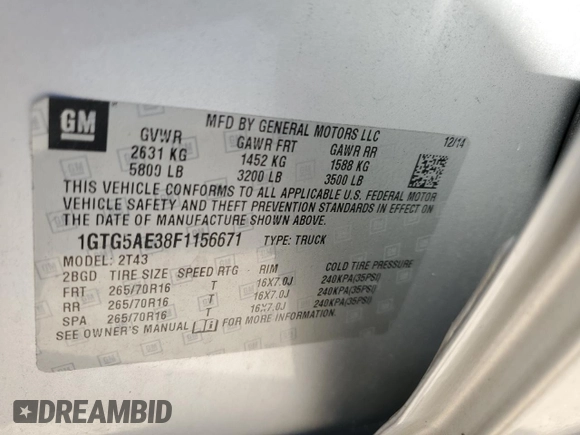 GM
MFD BY GENERAL MOTORS LLC
12/14
GVWR GAWR FRT GAWR RR
2631 KG 1452 KG 1588 KG
5800 LB 3200 LB 3500 LB
THIS VEHICLE CONFORMS TO ALL APPLICABLE U.S. FEDERAL MOTOR
VEHICLE SAFETY AND THEFT PREVENTION STANDARDS IN EFFECT ON
THE DATE OF MANUFACTURE SHOWN ABOVE.
1GTG5AE38F1156671 TYPE: TRUCK
MODEL: 2T43
2BGD TIRE SIZE SPEED RTG RIM COLD TIRE PRESSURE
FRT 265/70R16 T 16X7.0J 240KPA(35PSI)
RR 265/70R16 T 16X7.0J 240KPA(35PSI)
SPA 265/70R16 T 16X7.0J 240KPA(35PSI)
SEE OWNER'S MANUAL FOR MORE INFORMATION.
DREAMBID